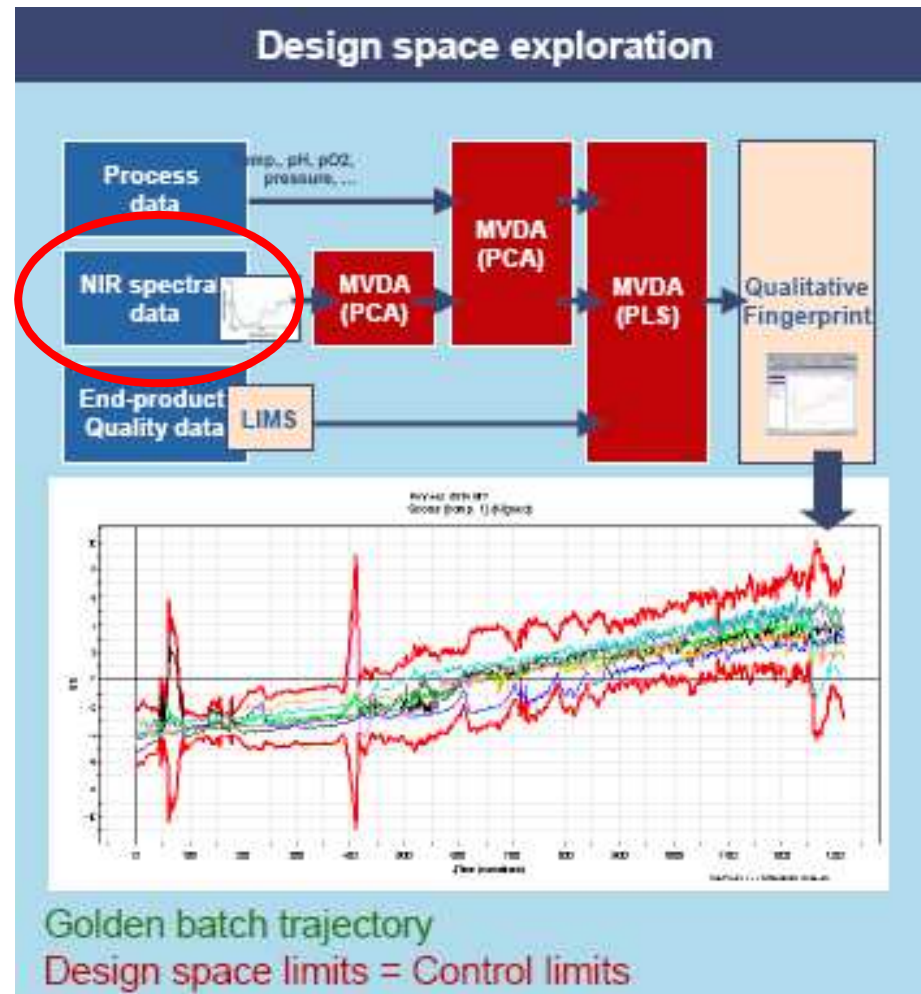 Design space exploration
Process
data
pH, pO2,
pressure, ...
NIR spectral
data
End-product
Quality data
LIMS
MVDA
(PCA)
MVDA
(PCA)
MVDA
(PLS)
Qualitative
Fingerprint
Golden batch trajectory
Design space limits = Control limits